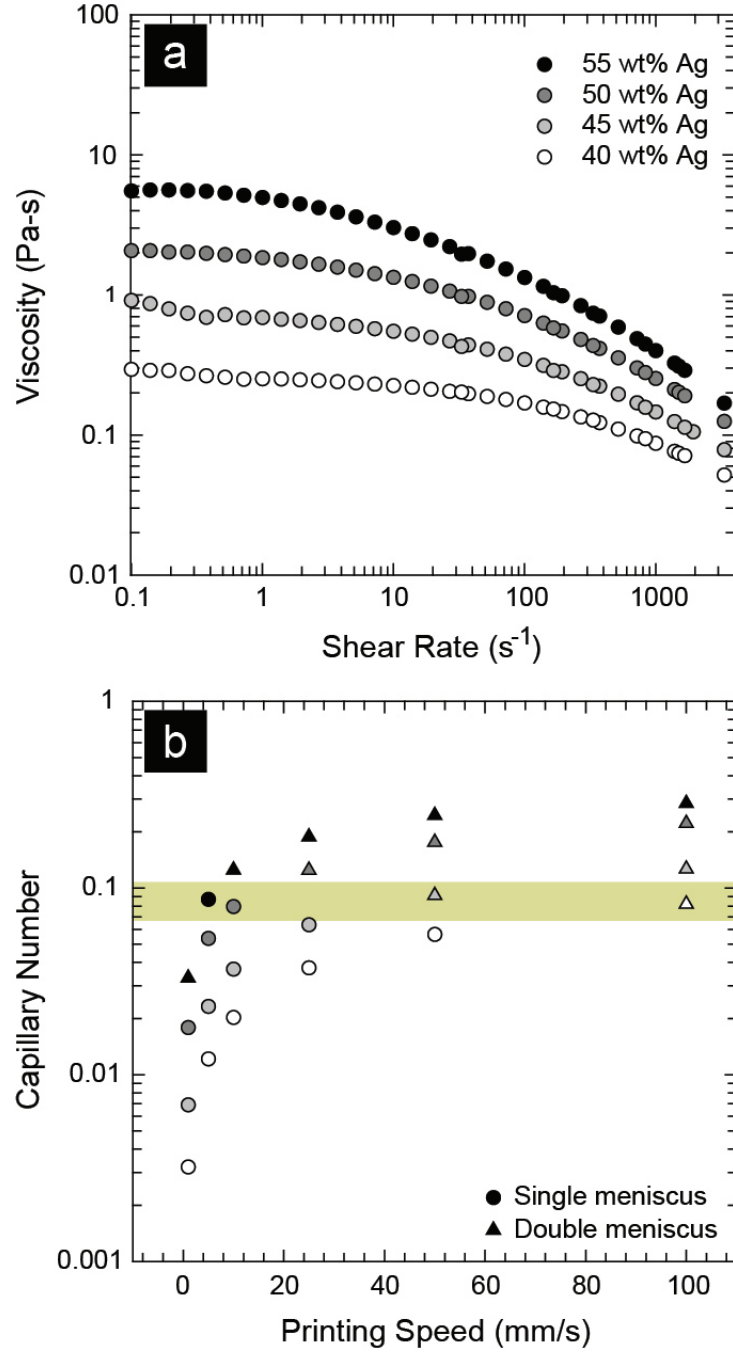 a
100
10
1
0.1
0.01
Viscosity (Pa-s)
55 wt% Ag
50 wt% Ag
45 wt% Ag
40 wt% Ag
0.1 1 10 100 1000
Shear Rate (s⁻¹)
b
1
0.1
0.01
0.001
Capillary Number
Single meniscus
Double meniscus
0 20 40 60 80 100
Printing Speed (mm/s)